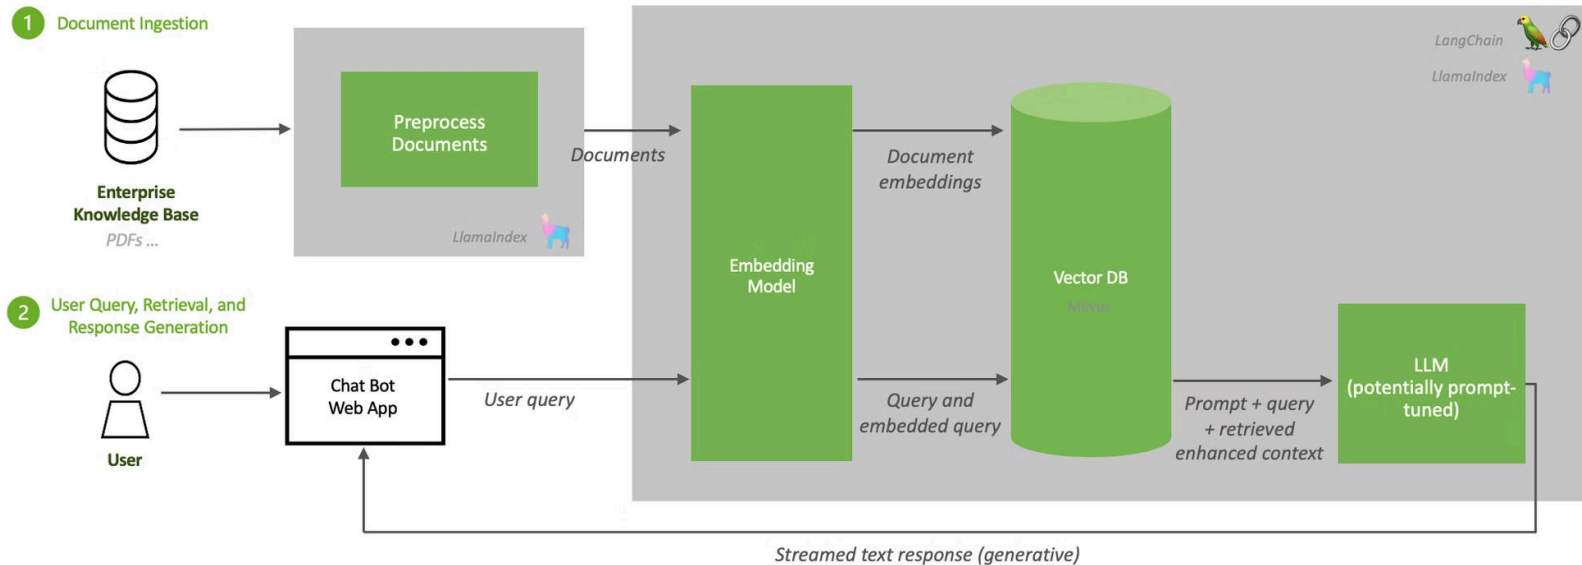 1 Document Ingestion
LangChain
LlamaIndex
Preprocess
Documents
Documents
Document
embeddings
Enterprise
Knowledge Base
PDFs ...
LlamaIndex
Embedding
Model
Vector DB
Milvus
2 User Query, Retrieval, and
Response Generation
Chat Bot
Web App
User query
Query and
embedded query
Prompt + query
+ retrieved
enhanced context
LLM
(potentially prompt-
tuned)
User
Streamed text response (generative)